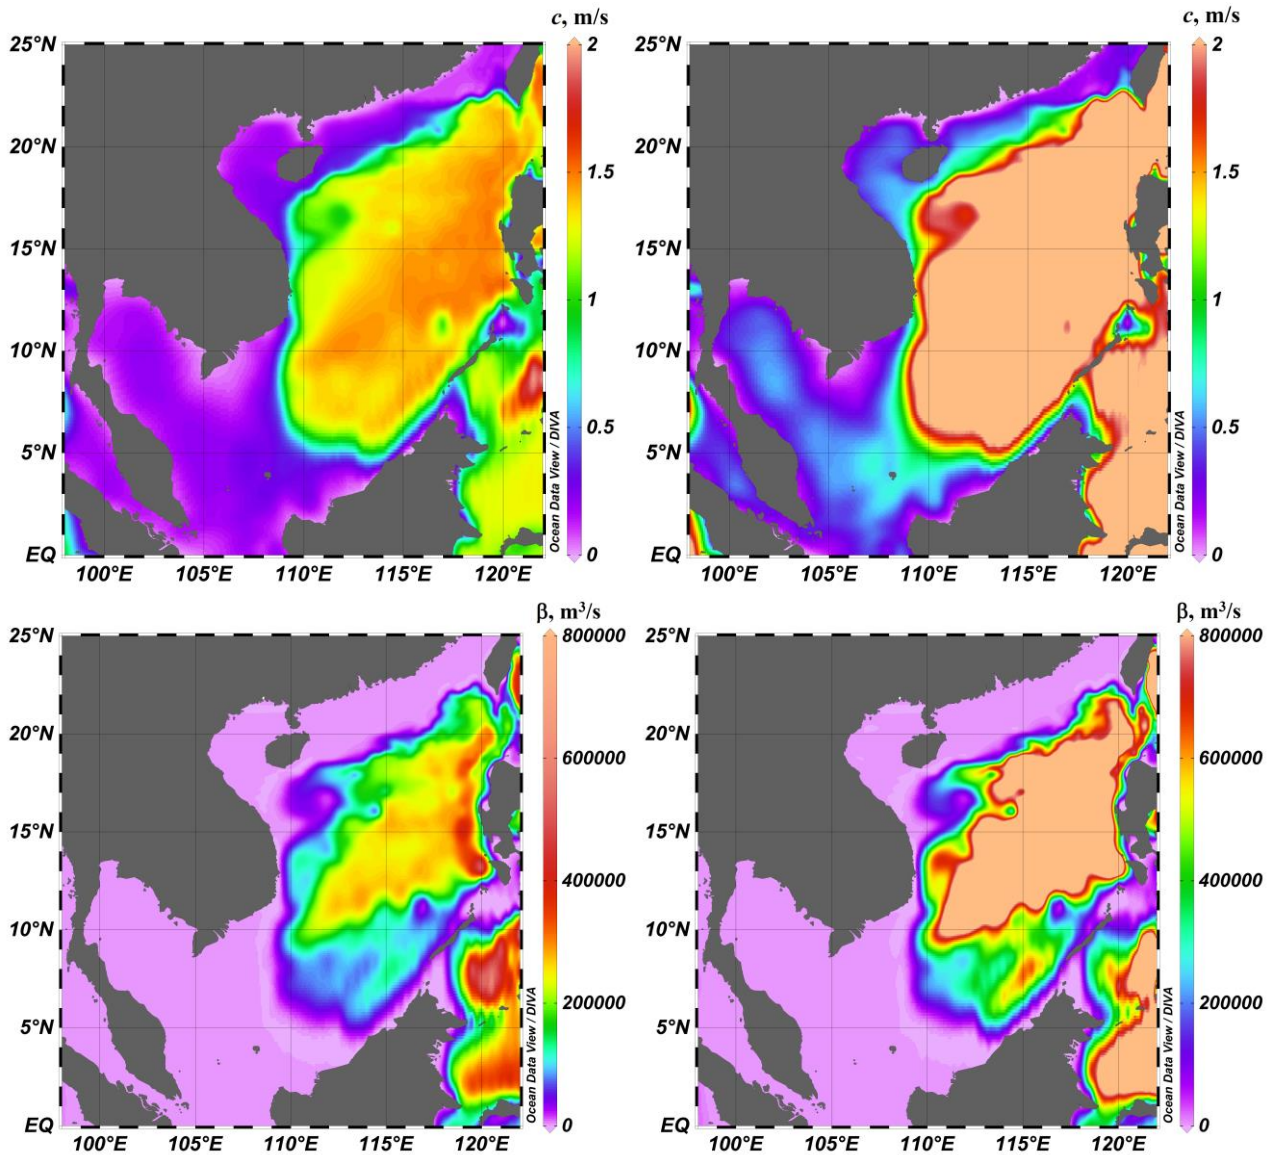 c, m/s
25°N
20°N
15°N
10°N
5°N
EQ
100°E 105°E 110°E 115°E 120°E
2
1.5
1
0.5
0
Ocean Data View / DIVA
c, m/s
25°N
20°N
15°N
10°N
5°N
EQ
100°E 105°E 110°E 115°E 120°E
2
1.5
1
0.5
0
Ocean Data View / DIVA
β, m³/s
25°N
20°N
15°N
10°N
5°N
EQ
100°E 105°E 110°E 115°E 120°E
800000
600000
400000
200000
0
Ocean Data View / DIVA
β, m³/s
25°N
20°N
15°N
10°N
5°N
EQ
100°E 105°E 110°E 115°E 120°E
800000
600000
400000
200000
0
Ocean Data View / DIVA